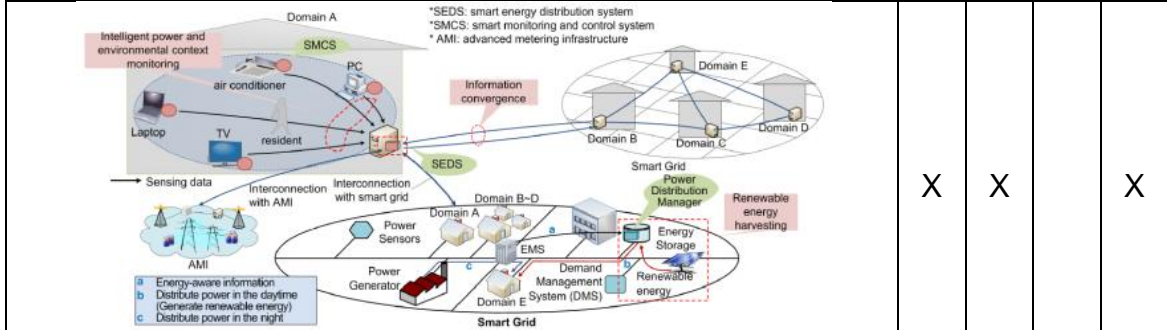 Domain A
*SEDS: smart energy distribution system
*SMCS: smart monitoring and control system
* AMI: advanced metering infrastructure
Intelligent power and
environmental context
monitoring
SMCS
PC
air conditioner
Information
convergence
Domain E
Laptop
TV
resident
Domain B
Domain C
Domain D
SEDS
Smart Grid
Sensing data
Interconnection
with AMI
Interconnection
with smart grid
Power
Distribution
Manager
Renewable
energy
harvesting
Domain B~D
Domain A
Power
Sensors
a
Energy
Storage
EMS
AMI
c
b
Power
Generator
Demand
Management
System (DMS)
Renewable
energy
Domain E
a Energy-aware information
b Distribute power in the daytime
(Generate renewable energy)
c Distribute power in the night
Smart Grid
X X X